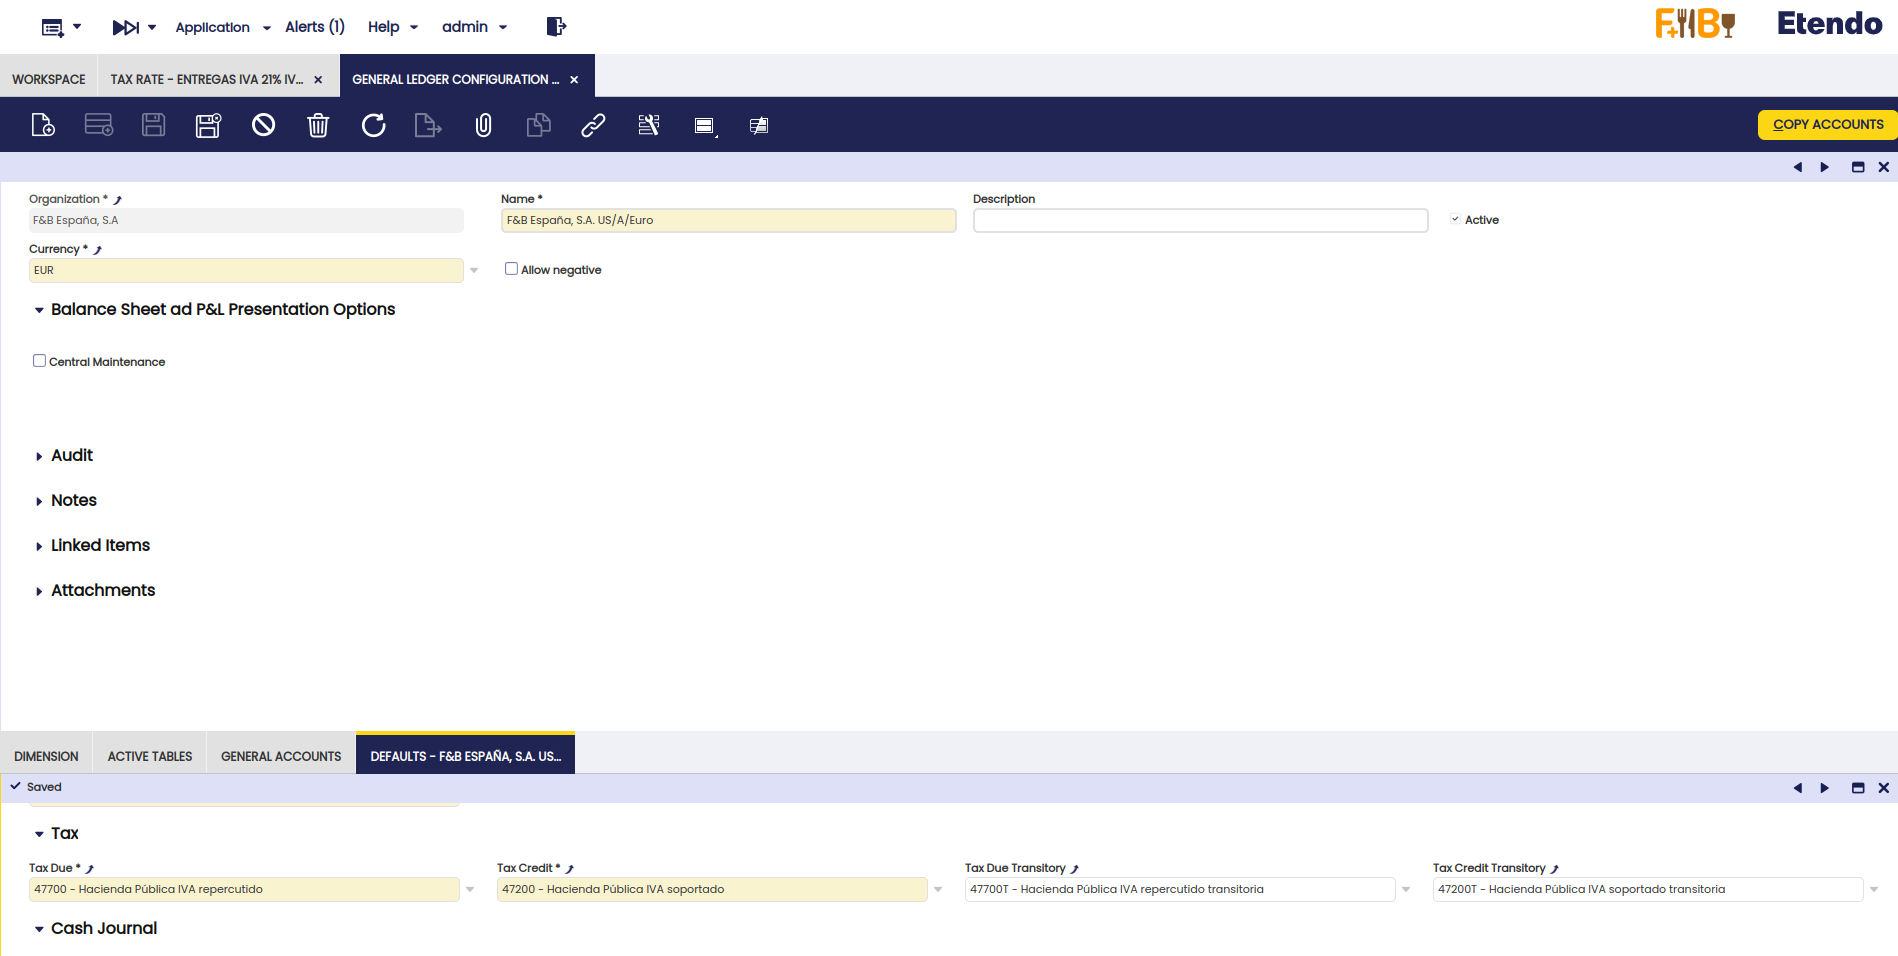 Application
Alerts (1)
Help
admin
F&B
Etendo
WORKSPACE
TAX RATE - ENTREGAS IVA 21% IV...
GENERAL LEDGER CONFIGURATION ...
COPY ACCOUNTS
Organization *
Name *
Description
F&B España, S.A
F&B España, S.A. US/A/Euro
Active
Currency *
EUR
Allow negative
Balance Sheet ad P&L Presentation Options
Central Maintenance
Audit
Notes
Linked Items
Attachments
DIMENSION
ACTIVE TABLES
GENERAL ACCOUNTS
DEFAULTS - F&B ESPAÑA, S.A. US...
Saved
Tax
Tax Due *
Tax Credit *
Tax Due Transitory
Tax Credit Transitory
47700 - Hacienda Pública IVA repercutido
47200 - Hacienda Pública IVA soportado
47700T - Hacienda Pública IVA repercutido transitoria
47200T - Hacienda Pública IVA soportado transitoria
Cash Journal